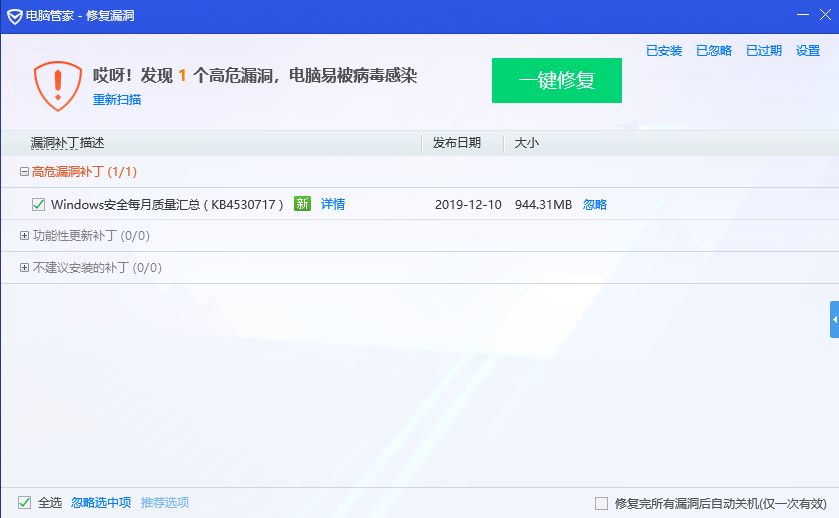 电脑管家 - 修复漏洞
已安装 已忽略 已过期 设置
哎呀！发现 1 个高危漏洞，电脑易被病毒感染
重新扫描
一键修复
漏洞补丁描述 发布日期 大小
高危漏洞补丁 (1/1)
Windows安全每月质量汇总 ( KB4530717 ) 新 详情 2019-12-10 944.31MB 忽略
功能性更新补丁 (0/0)
不建议安装的补丁 (0/0)
全选 忽略选中项 推荐选项 修复完所有漏洞后自动关机(仅一次有效)